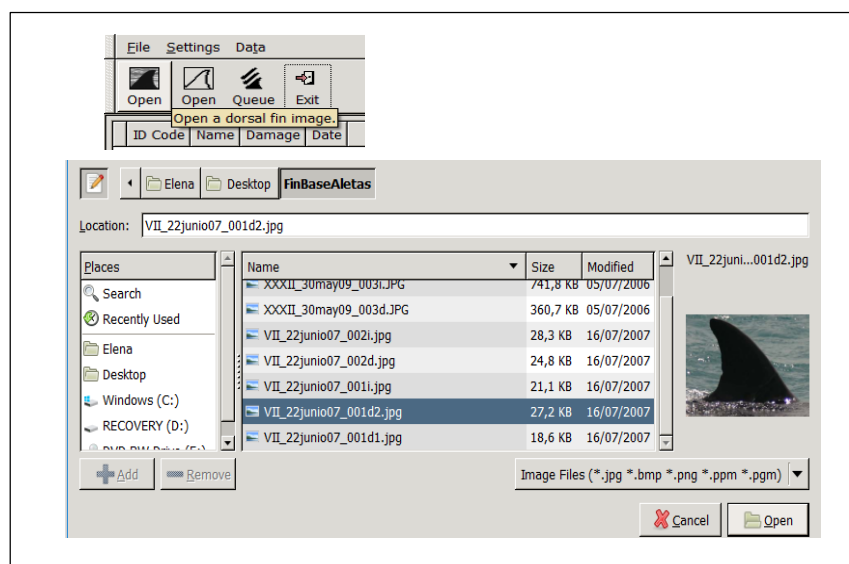 File Settings Data
Open Open Queue Exit
Open a dorsal fin image.
ID Code Name Damage Date
Elena Desktop FinBaseAletas
Location: VII_22junio07_001d2.jpg
Places Name Size Modified VII_22juni...001d2.jpg
Search XXXII_30may09_003i.JPG 741,8 KB 05/07/2006
Recently Used XXXII_30may09_003d.JPG 360,7 KB 05/07/2006
Elena VII_22junio07_002i.jpg 28,3 KB 16/07/2007
Desktop VII_22junio07_002d.jpg 24,8 KB 16/07/2007
Windows (C:) VII_22junio07_001i.jpg 21,1 KB 16/07/2007
RECOVERY (D:) VII_22junio07_001d2.jpg 27,2 KB 16/07/2007
VII_22junio07_001d1.jpg 18,6 KB 16/07/2007
Add Remove Image Files (*.jpg *.bmp *.png *.ppm *.pgm)
Cancel Open